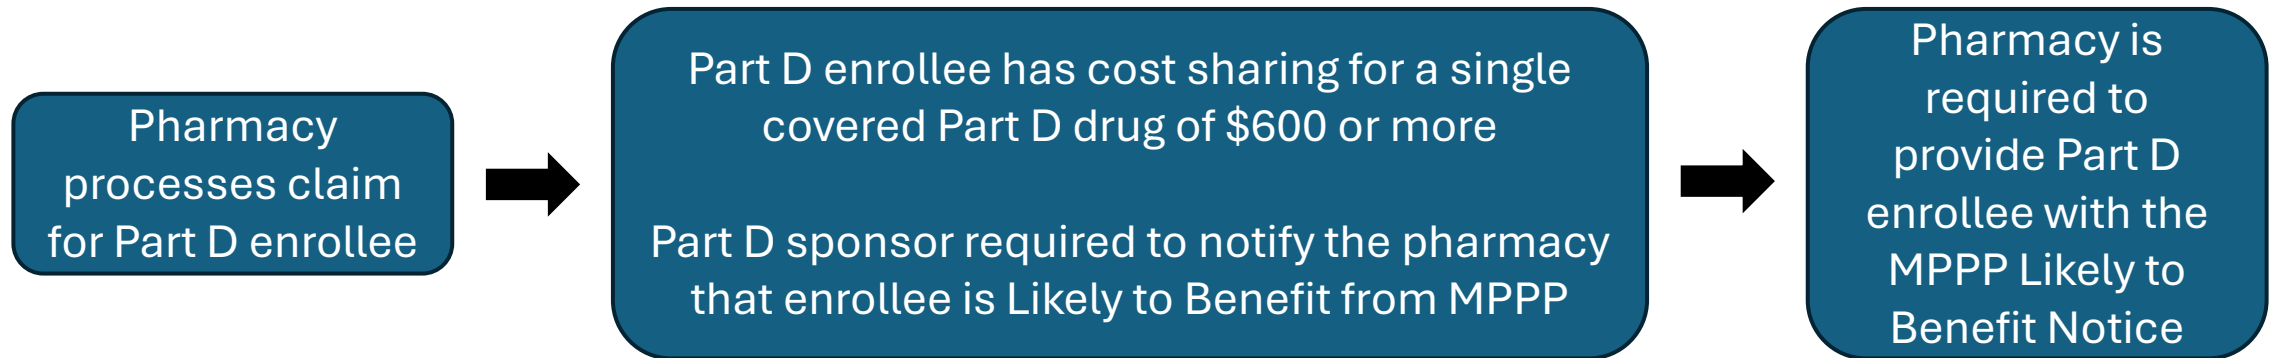 Pharmacy
processes claim
for Part D enrollee
Part D enrollee has cost sharing for a single
covered Part D drug of $600 or more
Part D sponsor required to notify the pharmacy
that enrollee is Likely to Benefit from MPPP
Pharmacy is
required to
provide Part D
enrollee with the
MPPP Likely to
Benefit Notice